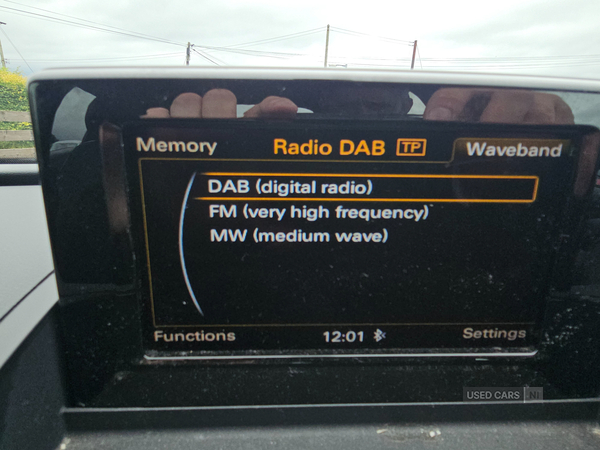 Memory Radio DAB TP Waveband
DAB (digital radio)
FM (very high frequency)
MW (medium wave)
Functions 12:01 Settings
USED CARS NI